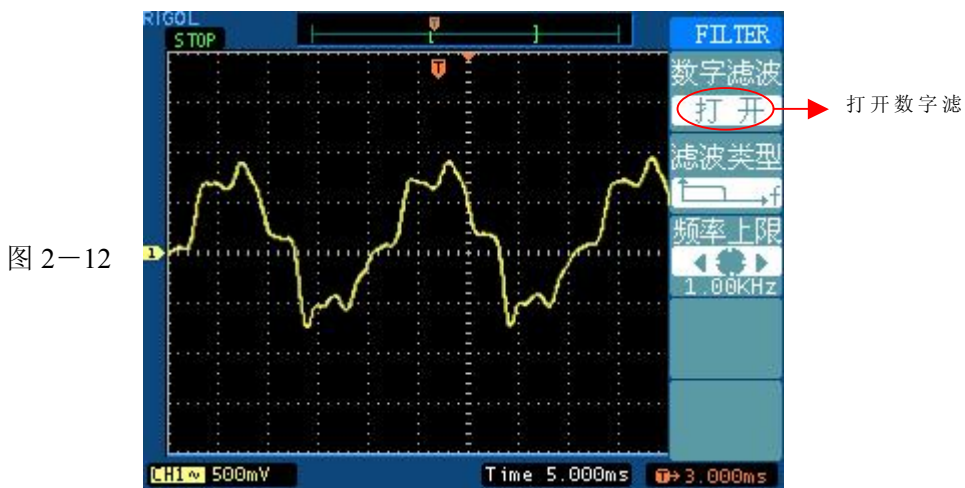 RIGOL
STOP
T
FILTER
T
数字滤波
打 开
打开数字滤
滤波类型
f
频率上限
1.00KHz
图 2－12
1
CH1~ 500mV
Time 5.000ms
T→3.000ms